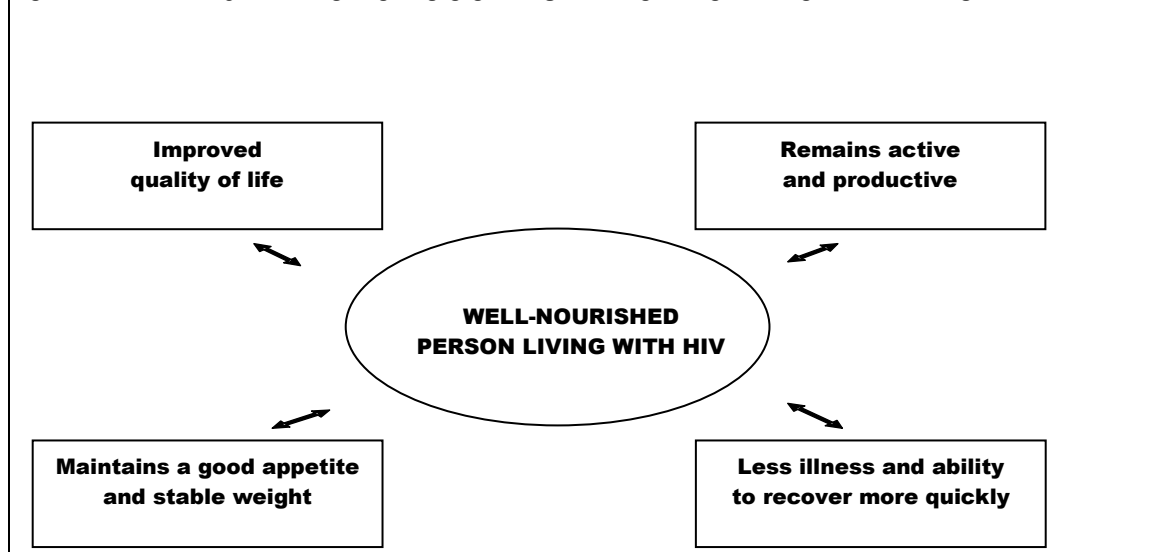 Improved
quality of life
Remains active
and productive
WELL-NOURISHED
PERSON LIVING WITH HIV
Maintains a good appetite
and stable weight
Less illness and ability
to recover more quickly